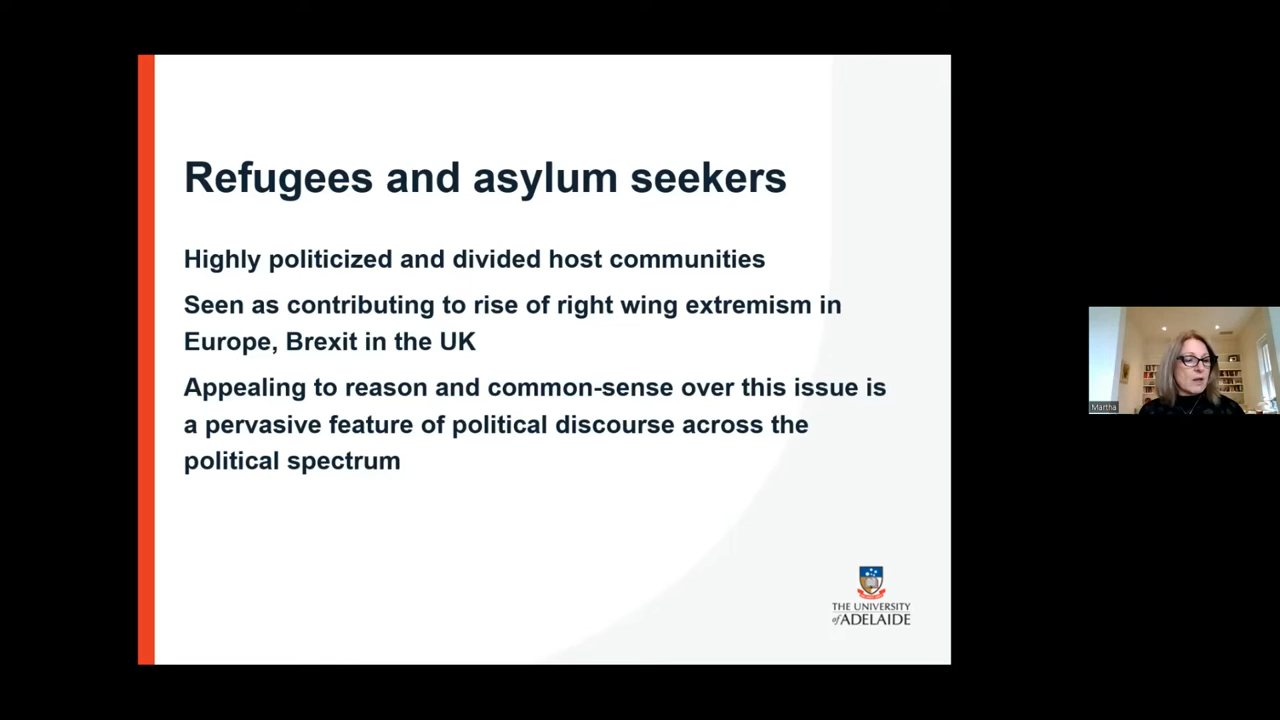 Refugees and asylum seekers
Highly politicized and divided host communities
Seen as contributing to rise of right wing extremism in
Europe, Brexit in the UK
Appealing to reason and common-sense over this issue is
a pervasive feature of political discourse across the
political spectrum
THE UNIVERSITY
of ADELAIDE
Martha